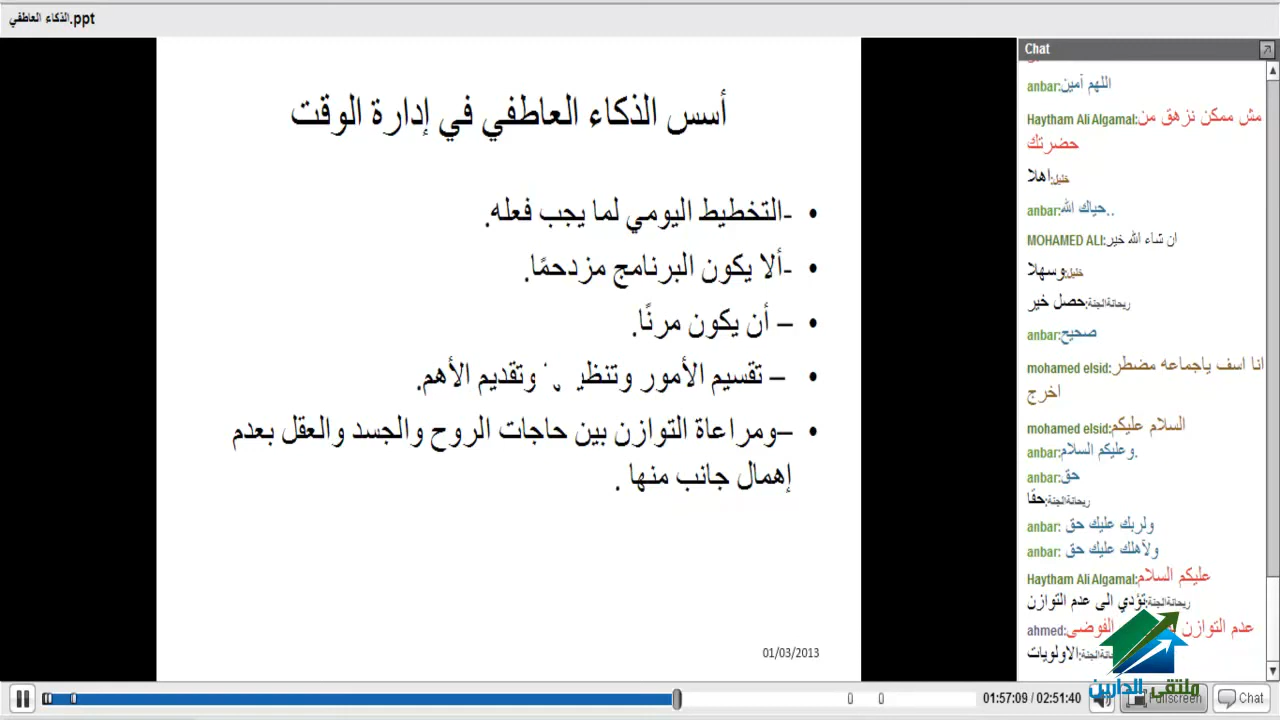 الذكاء العاطفي.ppt
أسس الذكاء العاطفي في إدارة الوقت
• -التخطيط اليومي لما يجب فعله.
• -ألا يكون البرنامج مزدحمًا.
• – أن يكون مرنًا.
• – تقسيم الأمور وتقديم الأهم.
• –ومراعاة التوازن بين حاجات الروح والجسد والعقل بعدم
إهمال جانب منها .
01/03/2013
Chat
anbar:اللهم آمين
Haytham Ali Algamal:مش ممكن نزهق من
حضرتك
خليل:اهلا
anbar:حياك الله..
MOHAMED ALI:ان شاء الله خير
خليل:وسهلا
ريحانةالجنة:حصل خير
anbar:صحيح
mohamed elsid:انا اسف ياجماعه مضطر
اخرج
mohamed elsid:السلام عليكم
anbar:وعليكم السلام.
anbar:حق
ريحانةالجنة:حقًا
anbar: ولربك عليك حق
anbar: ولأهلك عليك حق
Haytham Ali Algamal:عليكم السلام
ريحانةالجنة:تؤدي الى عدم التوازن
ahmed:عدم التوازن الفوضى
الاولويات
ملتقى الدارين
01:57:09 / 02:51:40
Fullscreen
Chat